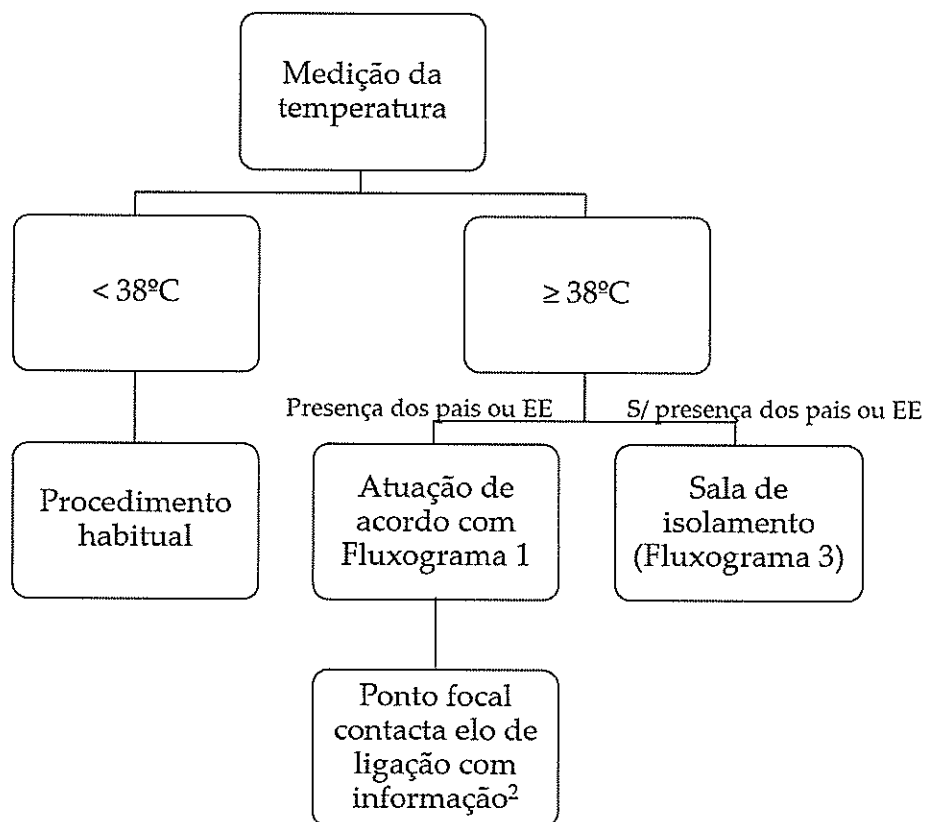 Medição da
temperatura
< 38ºC
≥ 38ºC
Presença dos pais ou EE
S/ presença dos pais ou EE
Procedimento
habitual
Atuação de
acordo com
Fluxograma 1
Sala de
isolamento
(Fluxograma 3)
Ponto focal
contacta elo de
ligação com
informação²